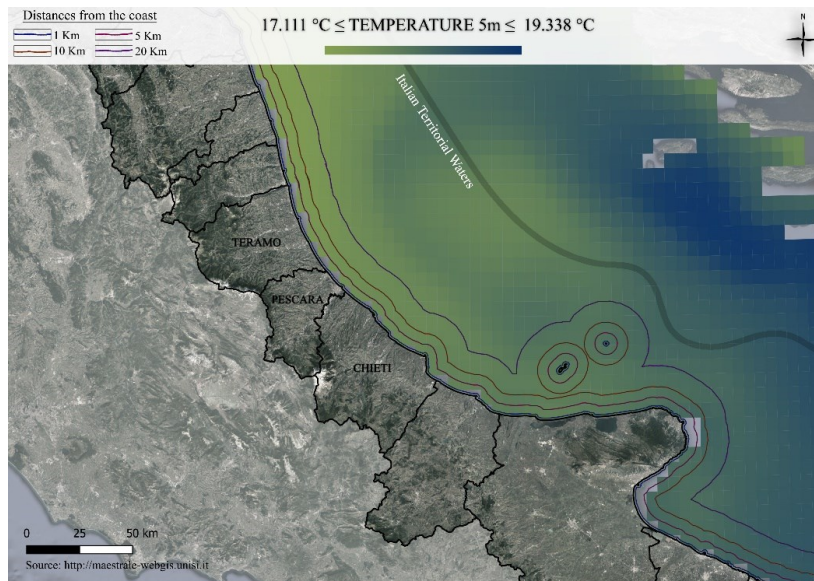 Distances from the coast
1 Km
5 Km
10 Km
20 Km
17.111 °C ≤ TEMPERATURE 5m ≤ 19.338 °C
N
Italian Territorial Waters
TERAMO
PESCARA
CHIETI
0 25 50 km
Source: http://maestrale-webgis.unisi.it